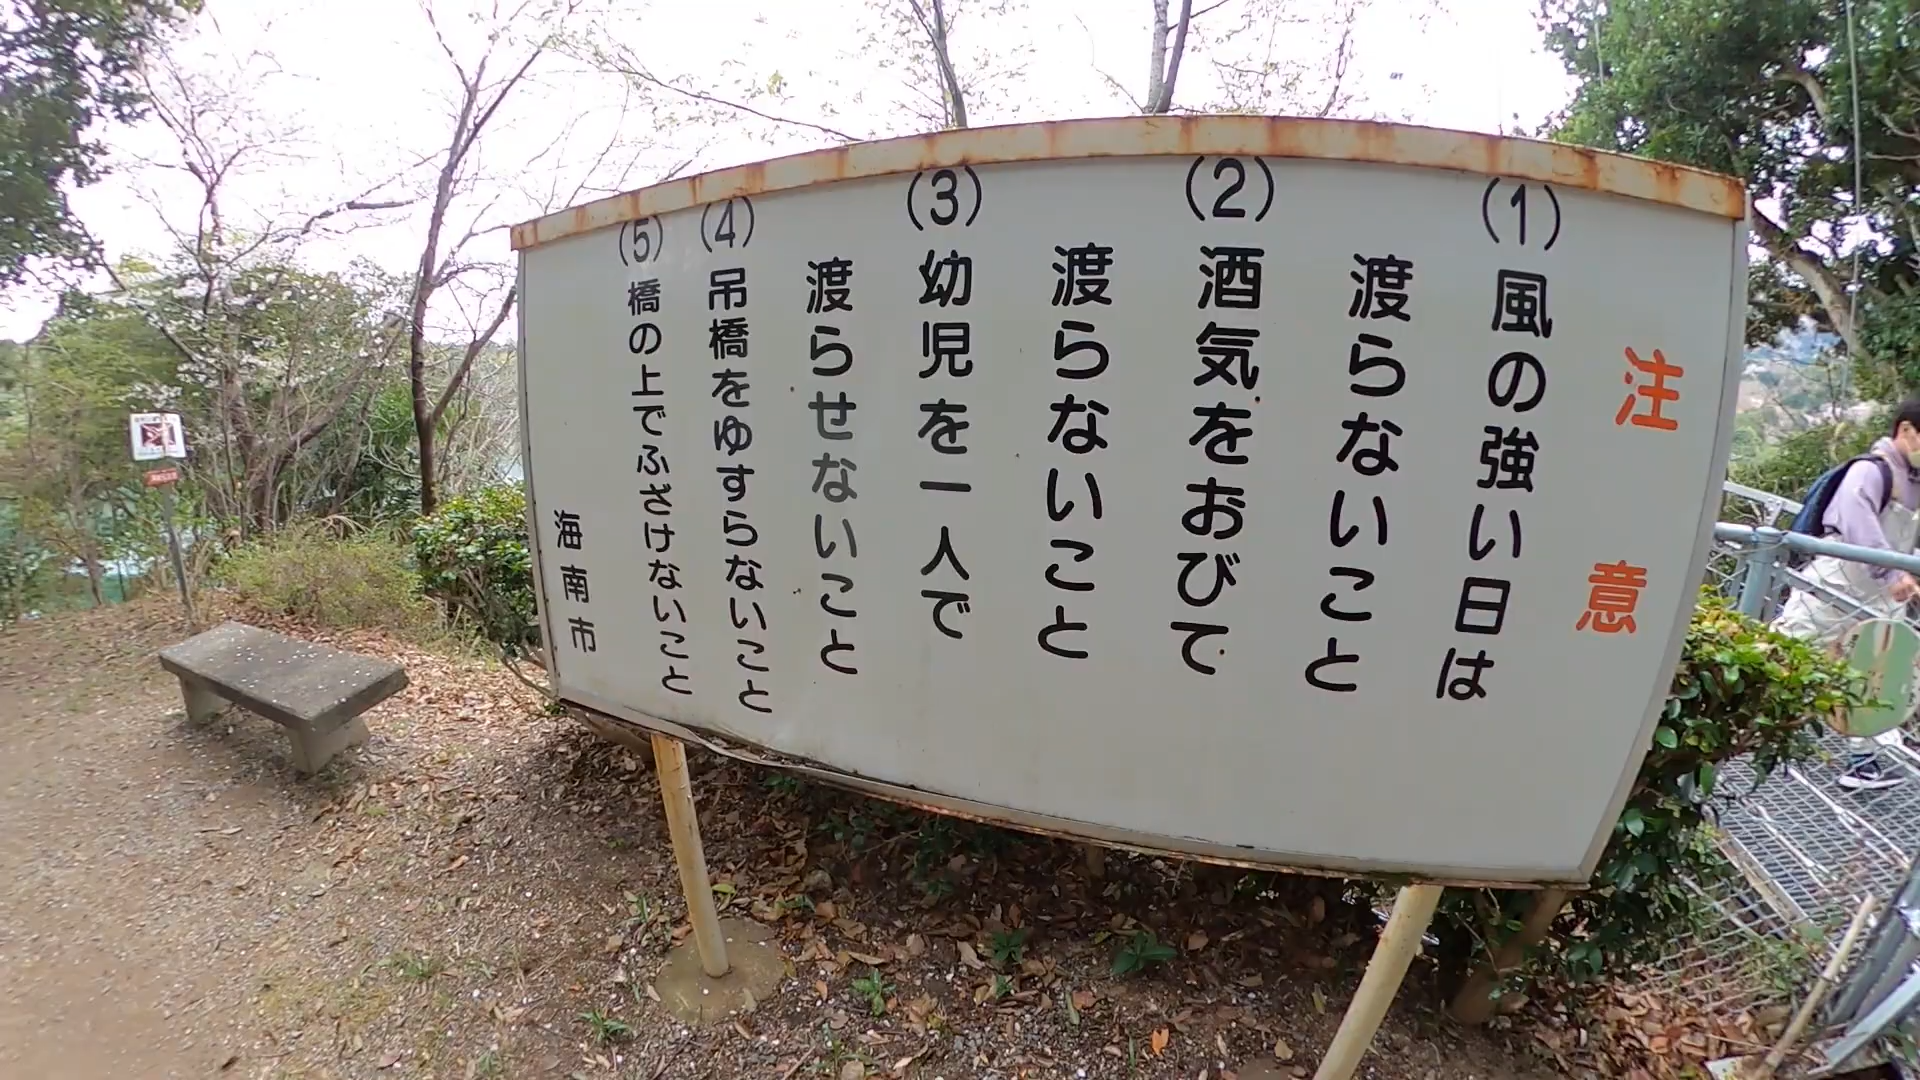 注意
(1)風の強い日は
渡らないこと
(2)酒気をおびて
渡らないこと
(3)幼児を一人で
渡らせないこと
(4)吊橋をゆすらないこと
(5)橋の上でふざけないこと
海南市